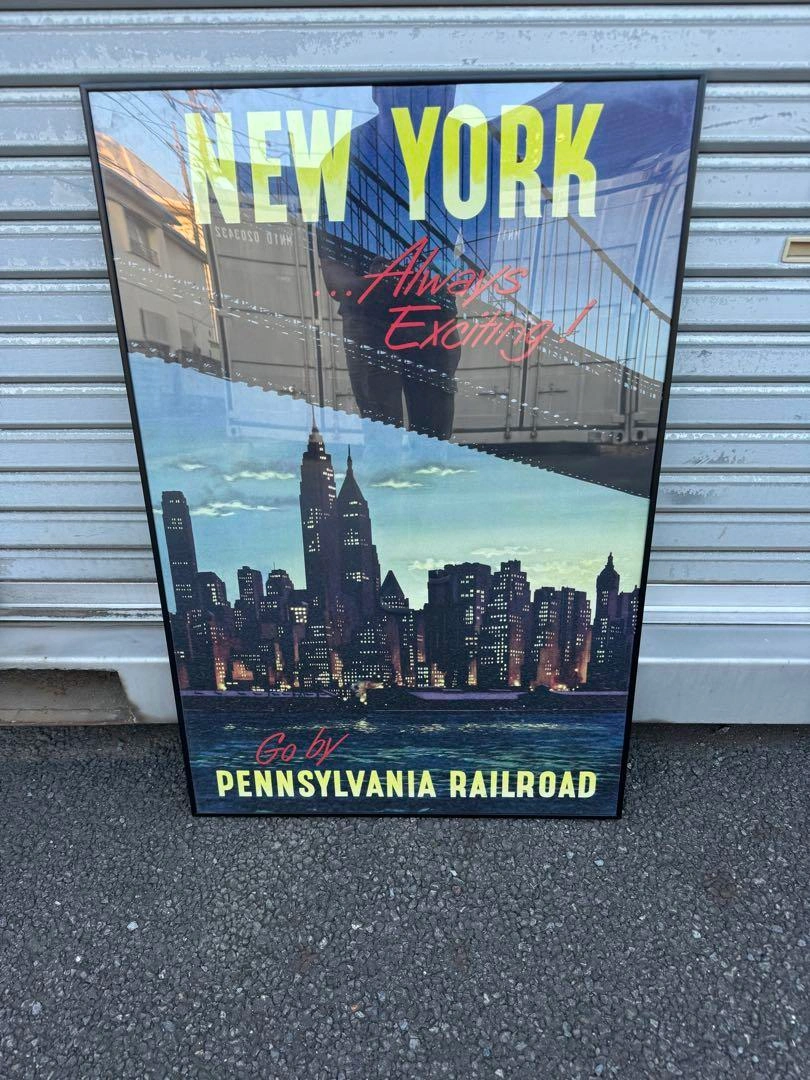 NEW YORK
...Always
Exciting!
Go by
PENNSYLVANIA RAILROAD